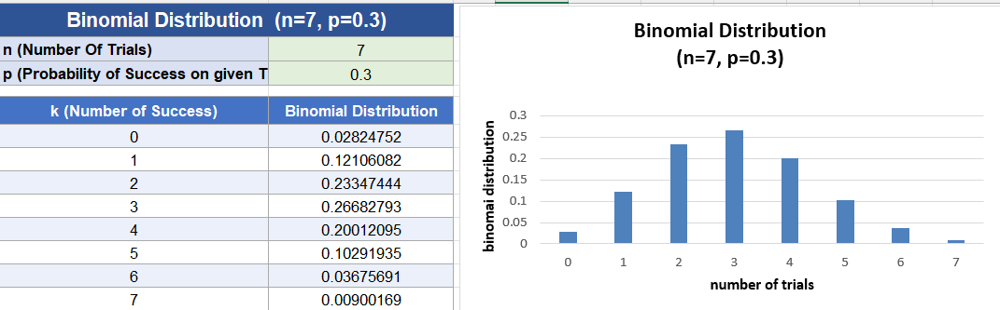 Binomial Distribution (n=7, p=0.3)
n (Number Of Trials) 7
p (Probability of Success on given T 0.3
k (Number of Success) Binomial Distribution
0 0.02824752
1 0.12106082
2 0.23347444
3 0.26682793
4 0.20012095
5 0.10291935
6 0.03675691
7 0.00900169
Binomial Distribution
(n=7, p=0.3)
binomai distribution
0.3
0.25
0.2
0.15
0.1
0.05
0
0 1 2 3 4 5 6 7
number of trials